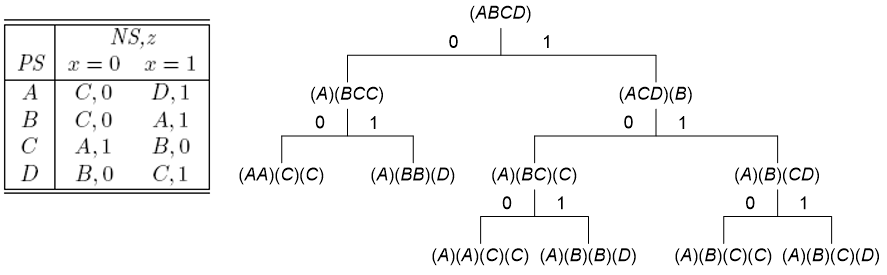 NS,z
PS x = 0 x = 1
A C, 0 D, 1
B C, 0 A, 1
C A, 1 B, 0
D B, 0 C, 1
(ABCD)
0 1
(A)(BCC) (ACD)(B)
0 1 0 1
(AA)(C)(C) (A)(BB)(D) (A)(BC)(C) (A)(B)(CD)
0 1 0 1
(A)(A)(C)(C) (A)(B)(B)(D) (A)(B)(C)(C) (A)(B)(C)(D)